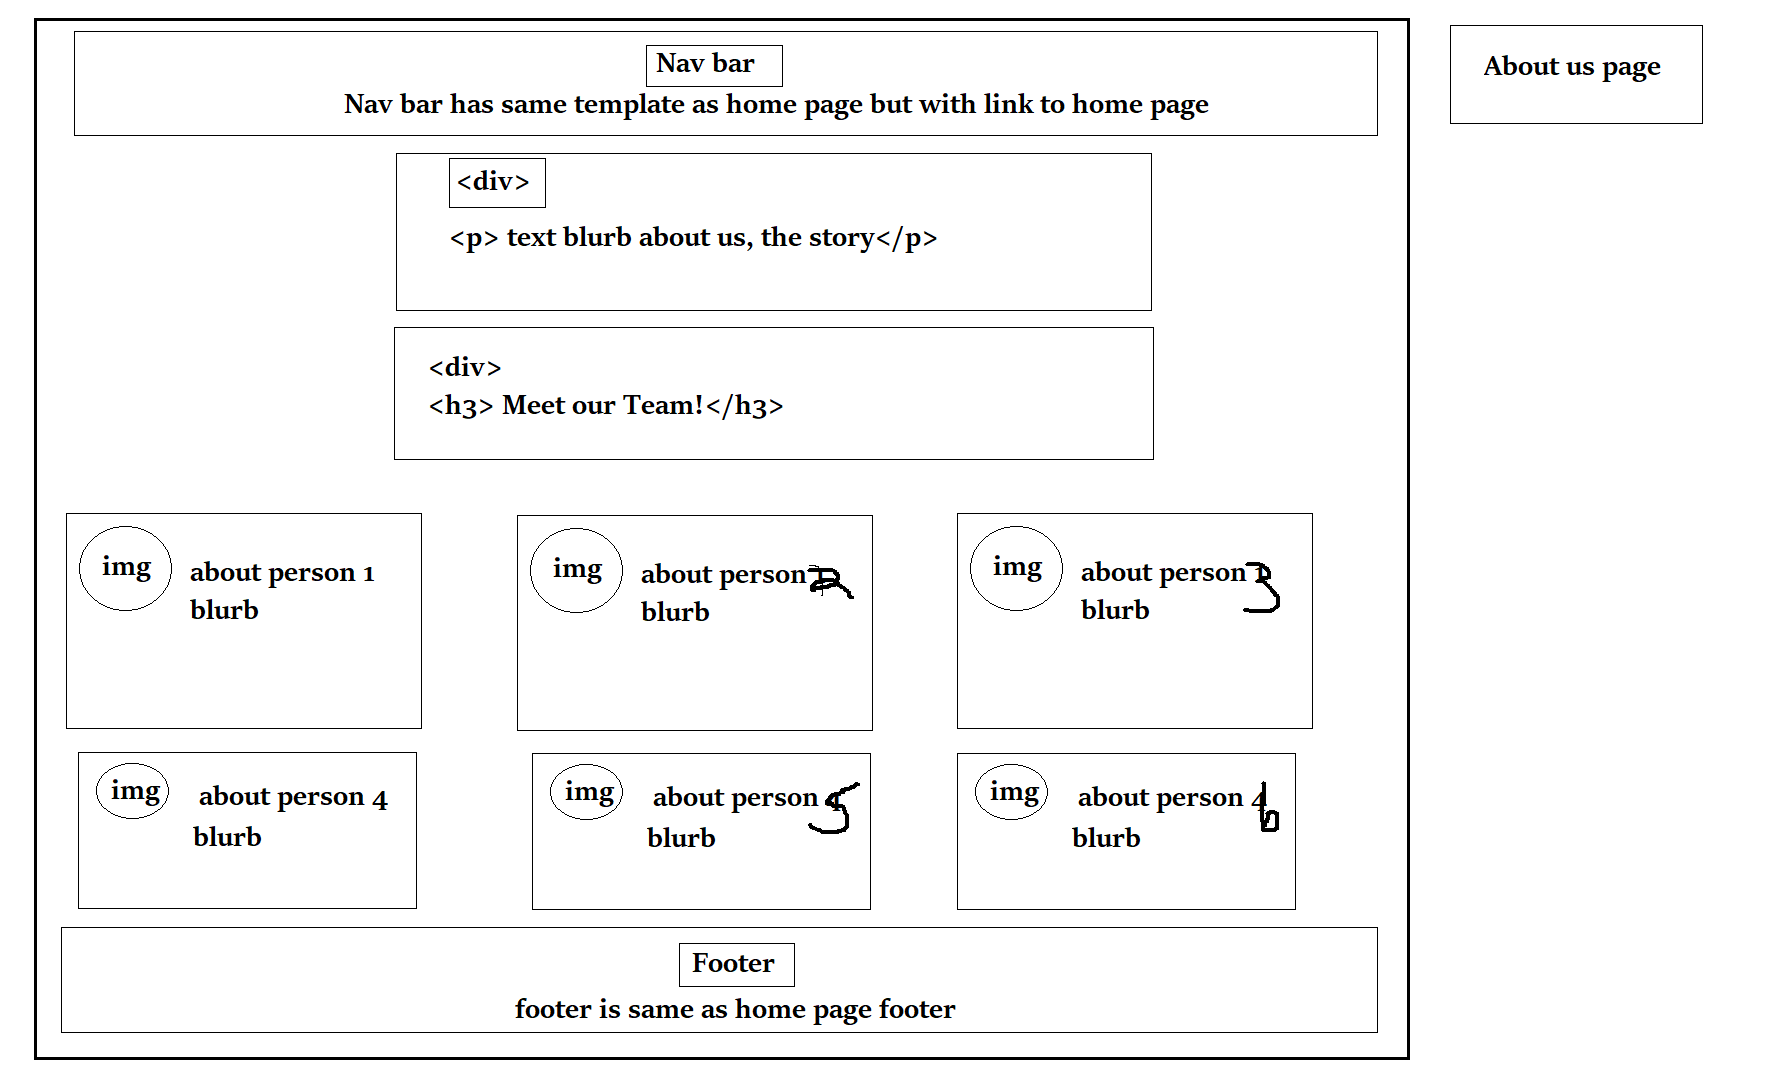 Nav bar
Nav bar has same template as home page but with link to home page
About us page
<div>
<p> text blurb about us, the story</p>
<div>
<h3> Meet our Team!</h3>
img
about person 1
blurb
img
about person 2
blurb
img
about person 3
blurb
img
about person 4
blurb
img
about person 5
blurb
img
about person 6
blurb
Footer
footer is same as home page footer